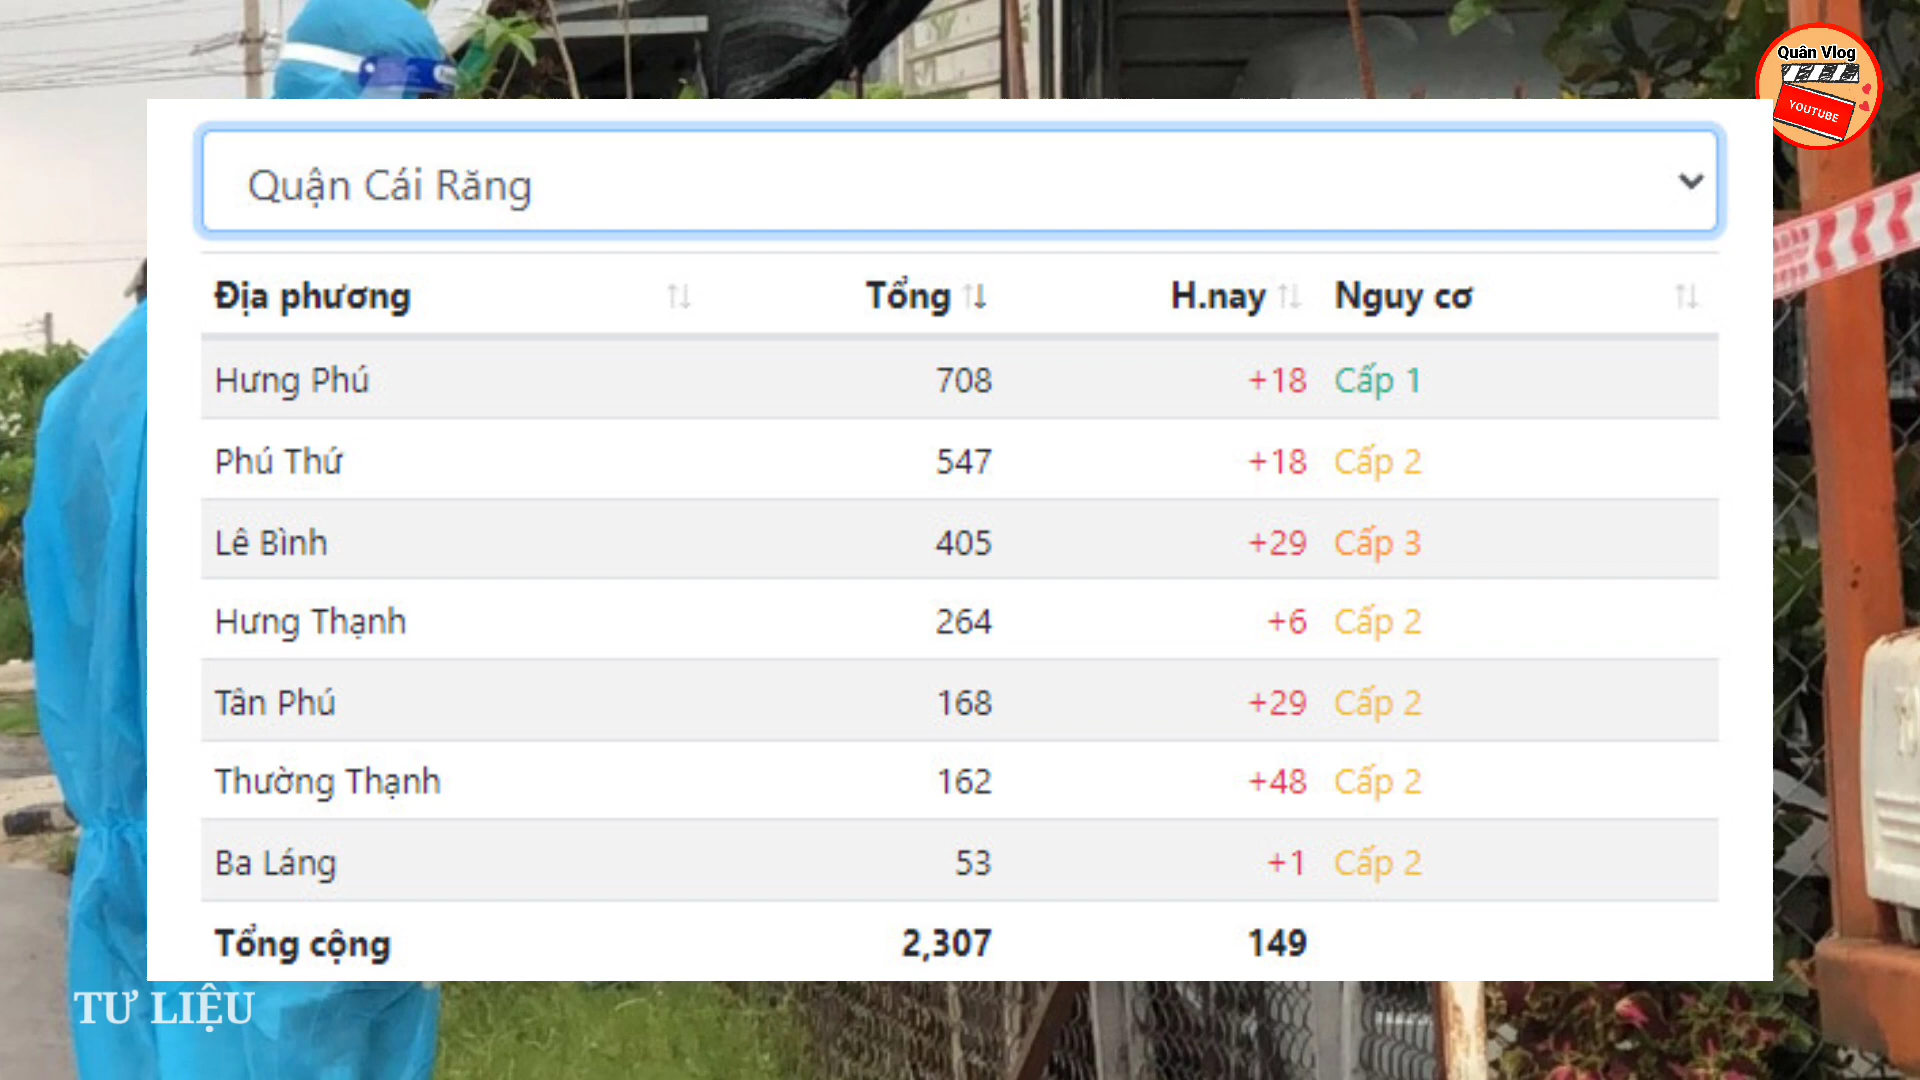 Quân Vlog
YOUTUBE
Quận Cái Răng
Địa phương Tổng H.nay Nguy cơ
Hưng Phú 708 +18 Cấp 1
Phú Thứ 547 +18 Cấp 2
Lê Bình 405 +29 Cấp 3
Hưng Thạnh 264 +6 Cấp 2
Tân Phú 168 +29 Cấp 2
Thường Thạnh 162 +48 Cấp 2
Ba Láng 53 +1 Cấp 2
Tổng cộng 2,307 149
TƯ LIỆU